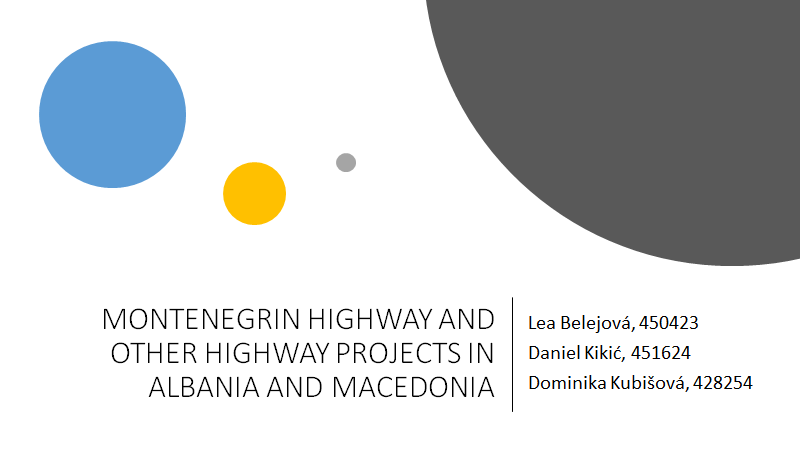 MONTENEGRIN HIGHWAY AND
OTHER HIGHWAY PROJECTS IN
ALBANIA AND MACEDONIA
Lea Belejová, 450423
Daniel Kikić, 451624
Dominika Kubišová, 428254